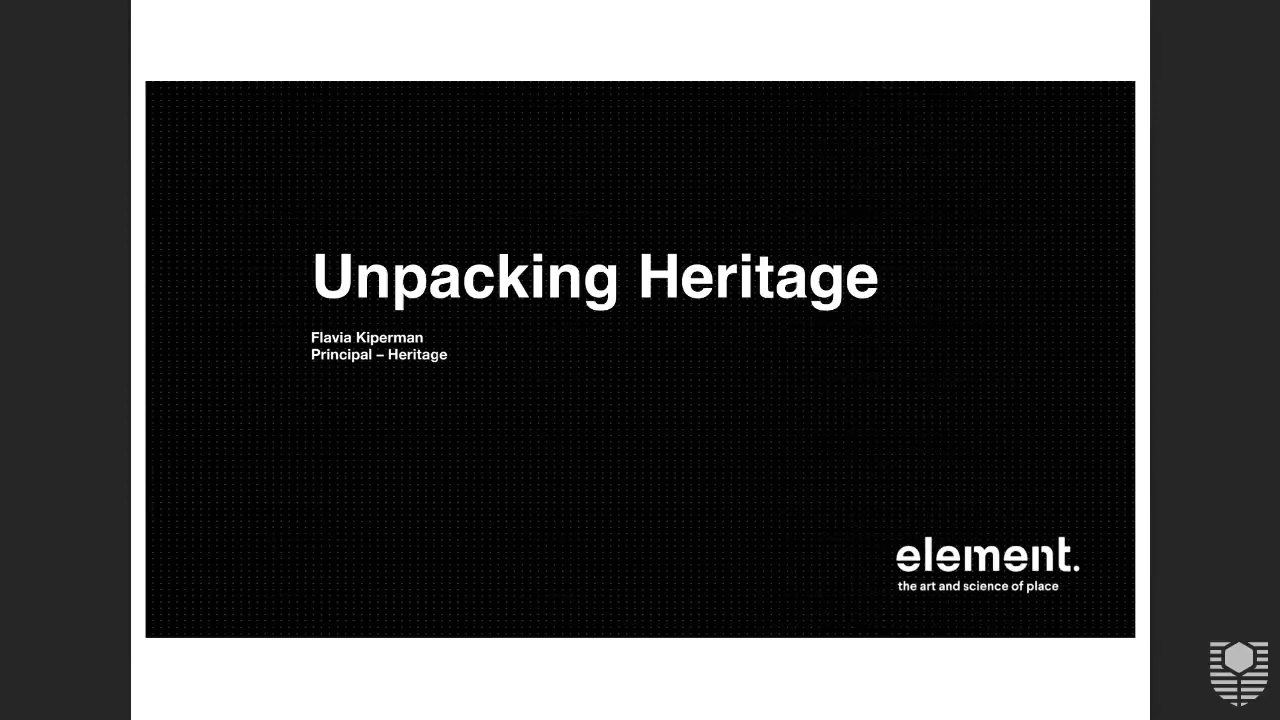 Unpacking Heritage
Flavia Kiperman
Principal – Heritage
element.
the art and science of place